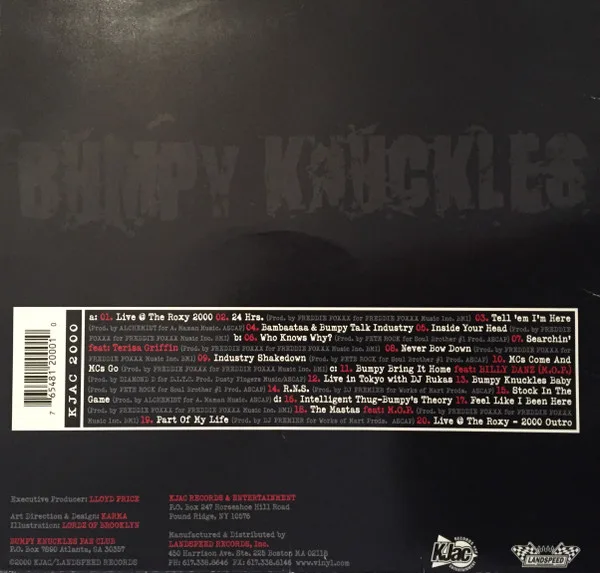 BUMPY KNUCKLES
7 65481 20001 0
KJAC 2000
a: 01. Live @ The Roxy 2000 02. 24 Hrs. (Prod. by FREDDIE FOXXX for FREDDIE FOXXX Music Inc. BMI) 03. Tell 'em I'm Here
(Prod. by ALCHEMIST for A. Maman Music. ASCAP) 04. Bambaataa & Bumpy Talk Industry 05. Inside Your Head (Prod. by FREDDIE
FOXXX for FREDDIE FOXXX Music Inc. BMI) b: 06. Who Knows Why? (Prod. by PETE ROCK for Soul Brother #1 Prod. ASCAP) 07. Searchin'
feat: Terisa Griffin (Prod. by FREDDIE FOXXX for FREDDIE FOXXX Music Inc. BMI) 08. Never Bow Down (Prod. by FREDDIE FOXXX for
FREDDIE FOXXX Music Inc. BMI) 09. Industry Shakedown (Prod. by PETE ROCK for Soul Brother #1 Prod. ASCAP) 10. MCs Come And
MCs Go (Prod. by FREDDIE FOXXX for FREDDIE FOXXX Music Inc. BMI) c: 11. Bumpy Bring It Home feat: BILLY DANZ (M.O.P.)
(Prod. by DIAMOND D for D.I.T.C. Prod. Dusty Fingers Music/ASCAP) 12. Live in Tokyo with DJ Rukas 13. Bumpy Knuckles Baby
(Prod. by PETE ROCK for Soul Brother #1 Prod. ASCAP) 14. R.N.S. (Prod. by DJ PREMIER for Works of Mart Prods. ASCAP) 15. Stock In The
Game (Prod. by ALCHEMIST for A. Maman Music. ASCAP) d: 16. Intelligent Thug-Bumpy's Theory 17. Feel Like I Been Here
(Prod. by FREDDIE FOXXX for FREDDIE FOXXX Music Inc. BMI) 18. The Mastas feat: M.O.P. (Prod. by FREDDIE FOXXX for FREDDIE FOXXX
Music Inc. BMI) 19. Part Of My Life (Prod. by DJ PREMIER for Works of Mart Prods. ASCAP) 20. Live @ The Roxy - 2000 Outro
Executive Producer: LLOYD PRICE
Art Direction & Design: KARMA
Illustration: LORDZ OF BROOKLYN
BUMPY KNUCKLES FAN CLUB
P.O. Box 7890 Atlanta, GA 30357
©2000 KJAC/LANDSPEED RECORDS
KJAC RECORDS & ENTERTAINMENT
P.O. Box 247 Horseshoe Hill Road
Pound Ridge, NY 10576
Manufactured & Distributed by
LANDSPEED RECORDS, Inc.
450 Harrison Ave. Ste. 225 Boston MA 02118
PH: 617.338.6646 FAX: 617.338.6146 www.vinyl.com
KJac
LANDSPEED